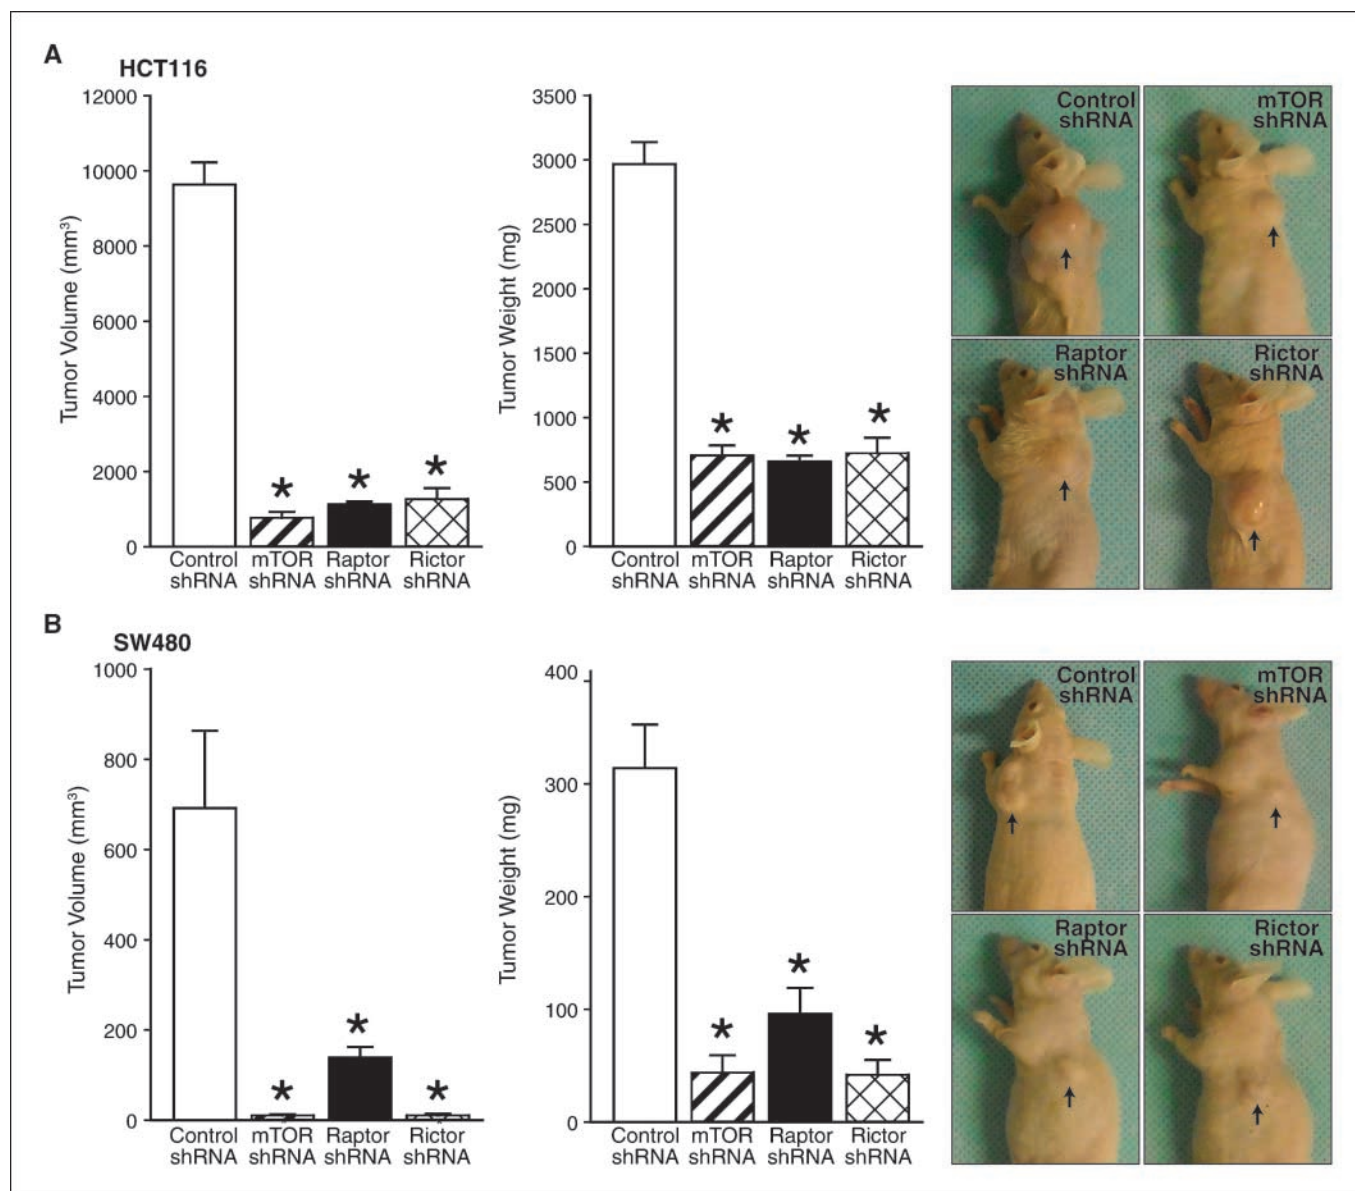 A
HCT116
Tumor Volume (mm³)
12000
10000
8000
6000
4000
2000
0
*
*
*
Control
shRNA
mTOR
shRNA
Raptor
shRNA
Rictor
shRNA
Tumor Weight (mg)
3500
3000
2500
2000
1500
1000
500
0
*
*
*
Control
shRNA
mTOR
shRNA
Raptor
shRNA
Rictor
shRNA
Control
shRNA
mTOR
shRNA
Raptor
shRNA
Rictor
shRNA
B
SW480
Tumor Volume (mm³)
1000
800
600
400
200
0
*
*
*
Control
shRNA
mTOR
shRNA
Raptor
shRNA
Rictor
shRNA
Tumor Weight (mg)
400
300
200
100
0
*
*
*
Control
shRNA
mTOR
shRNA
Raptor
shRNA
Rictor
shRNA
Control
shRNA
mTOR
shRNA
Raptor
shRNA
Rictor
shRNA